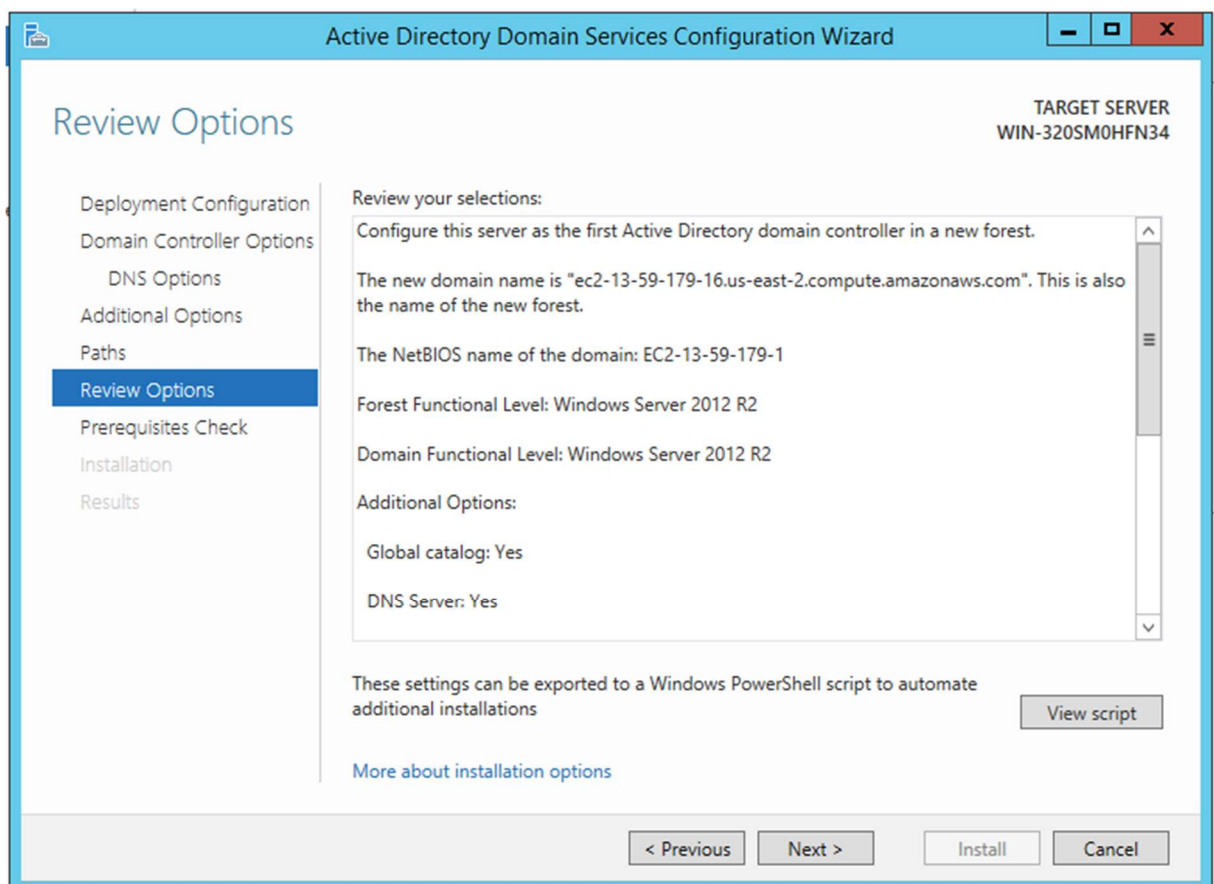 Active Directory Domain Services Configuration Wizard
Review Options
TARGET SERVER
WIN-320SM0HFN34
Deployment Configuration
Domain Controller Options
DNS Options
Additional Options
Paths
Review Options
Prerequisites Check
Installation
Results
Review your selections:
Configure this server as the first Active Directory domain controller in a new forest.
The new domain name is "ec2-13-59-179-16.us-east-2.compute.amazonaws.com". This is also
the name of the new forest.
The NetBIOS name of the domain: EC2-13-59-179-1
Forest Functional Level: Windows Server 2012 R2
Domain Functional Level: Windows Server 2012 R2
Additional Options:
Global catalog: Yes
DNS Server: Yes
These settings can be exported to a Windows PowerShell script to automate
additional installations
View script
More about installation options
< Previous
Next >
Install
Cancel